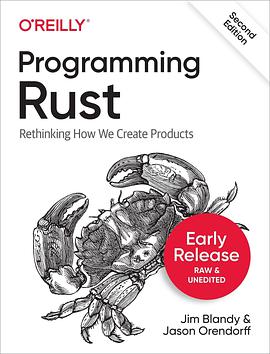 O'REILLY®
Second
Edition
Programming
Rust
Rethinking How We Create Products
Early
Release
RAW &
UNEDITED
Jim Blandy &
Jason Orendorff